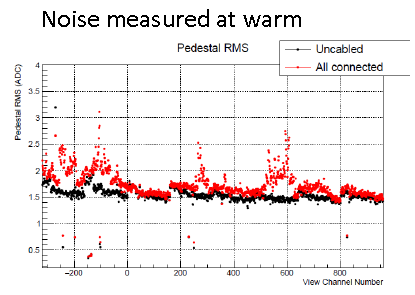 Noise measured at warm
Pedestal RMS
Uncabled
All connected
Pedestal RMS (ADC)
4
3.5
3
2.5
2
1.5
1
0.5
−200 0 200 400 600 800
View Channel Number